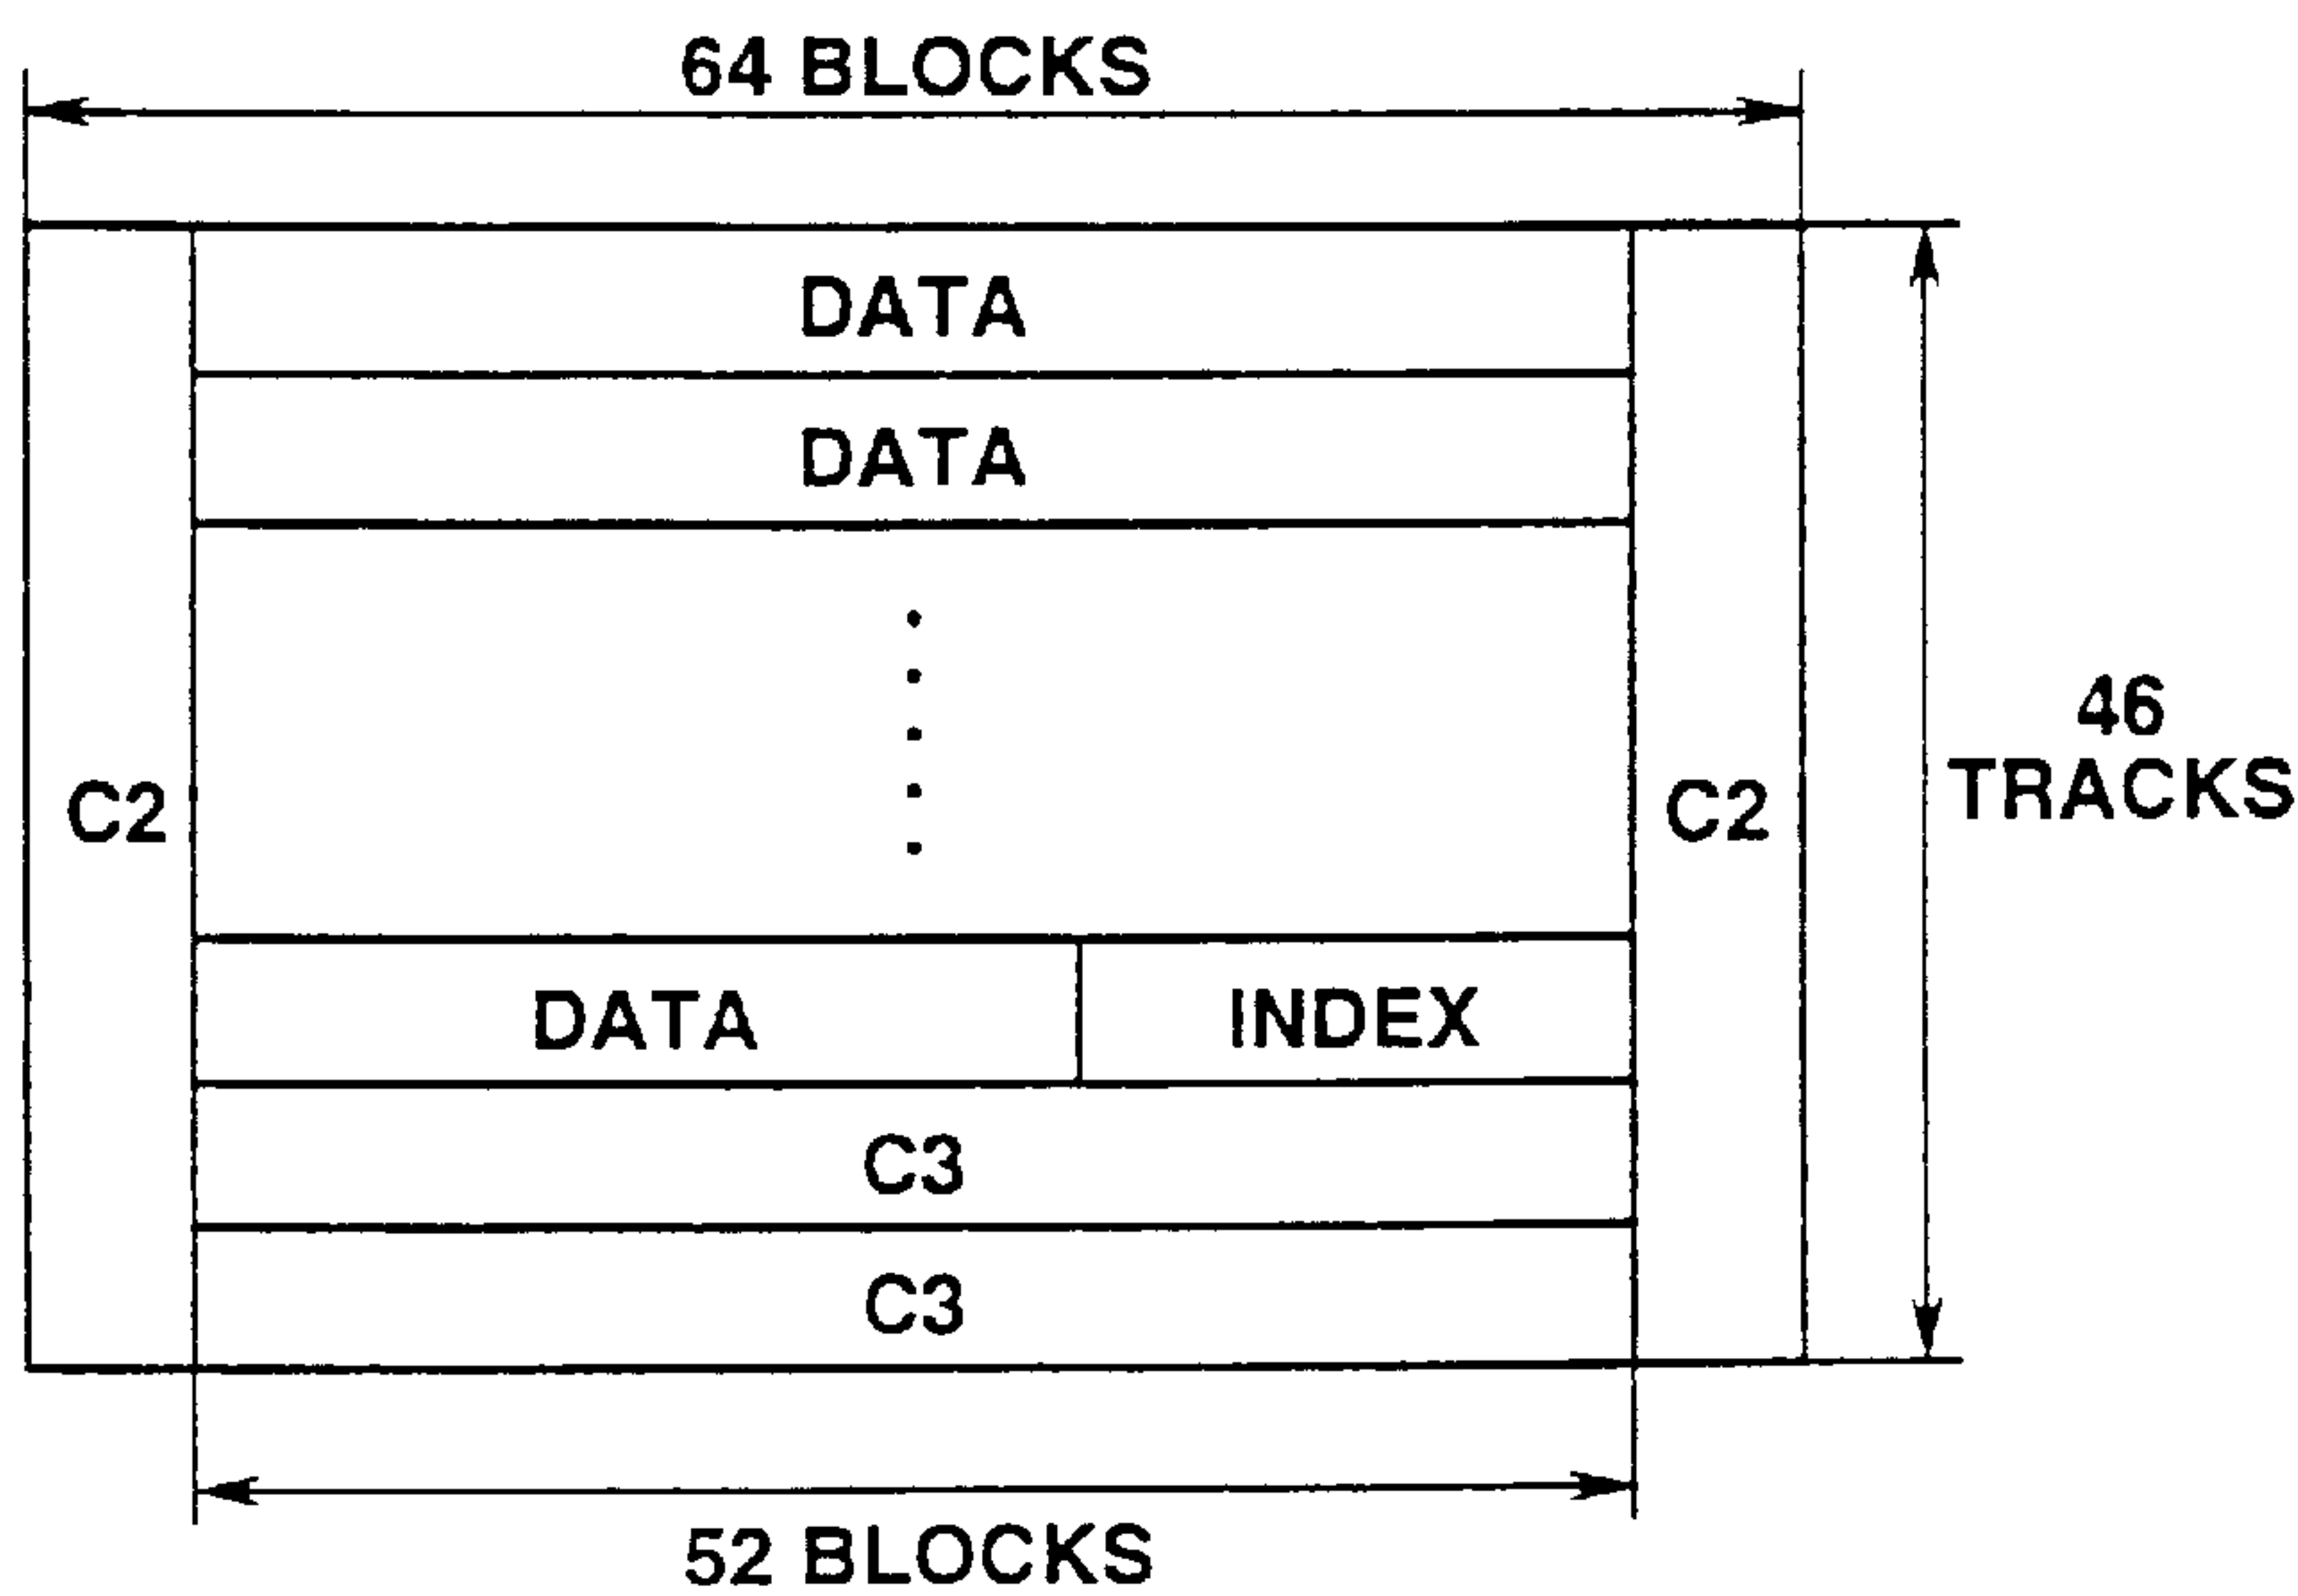 64 BLOCKS
DATA
DATA
46
TRACKS
C2
C2
DATA
INDEX
C3
C3
52 BLOCKS